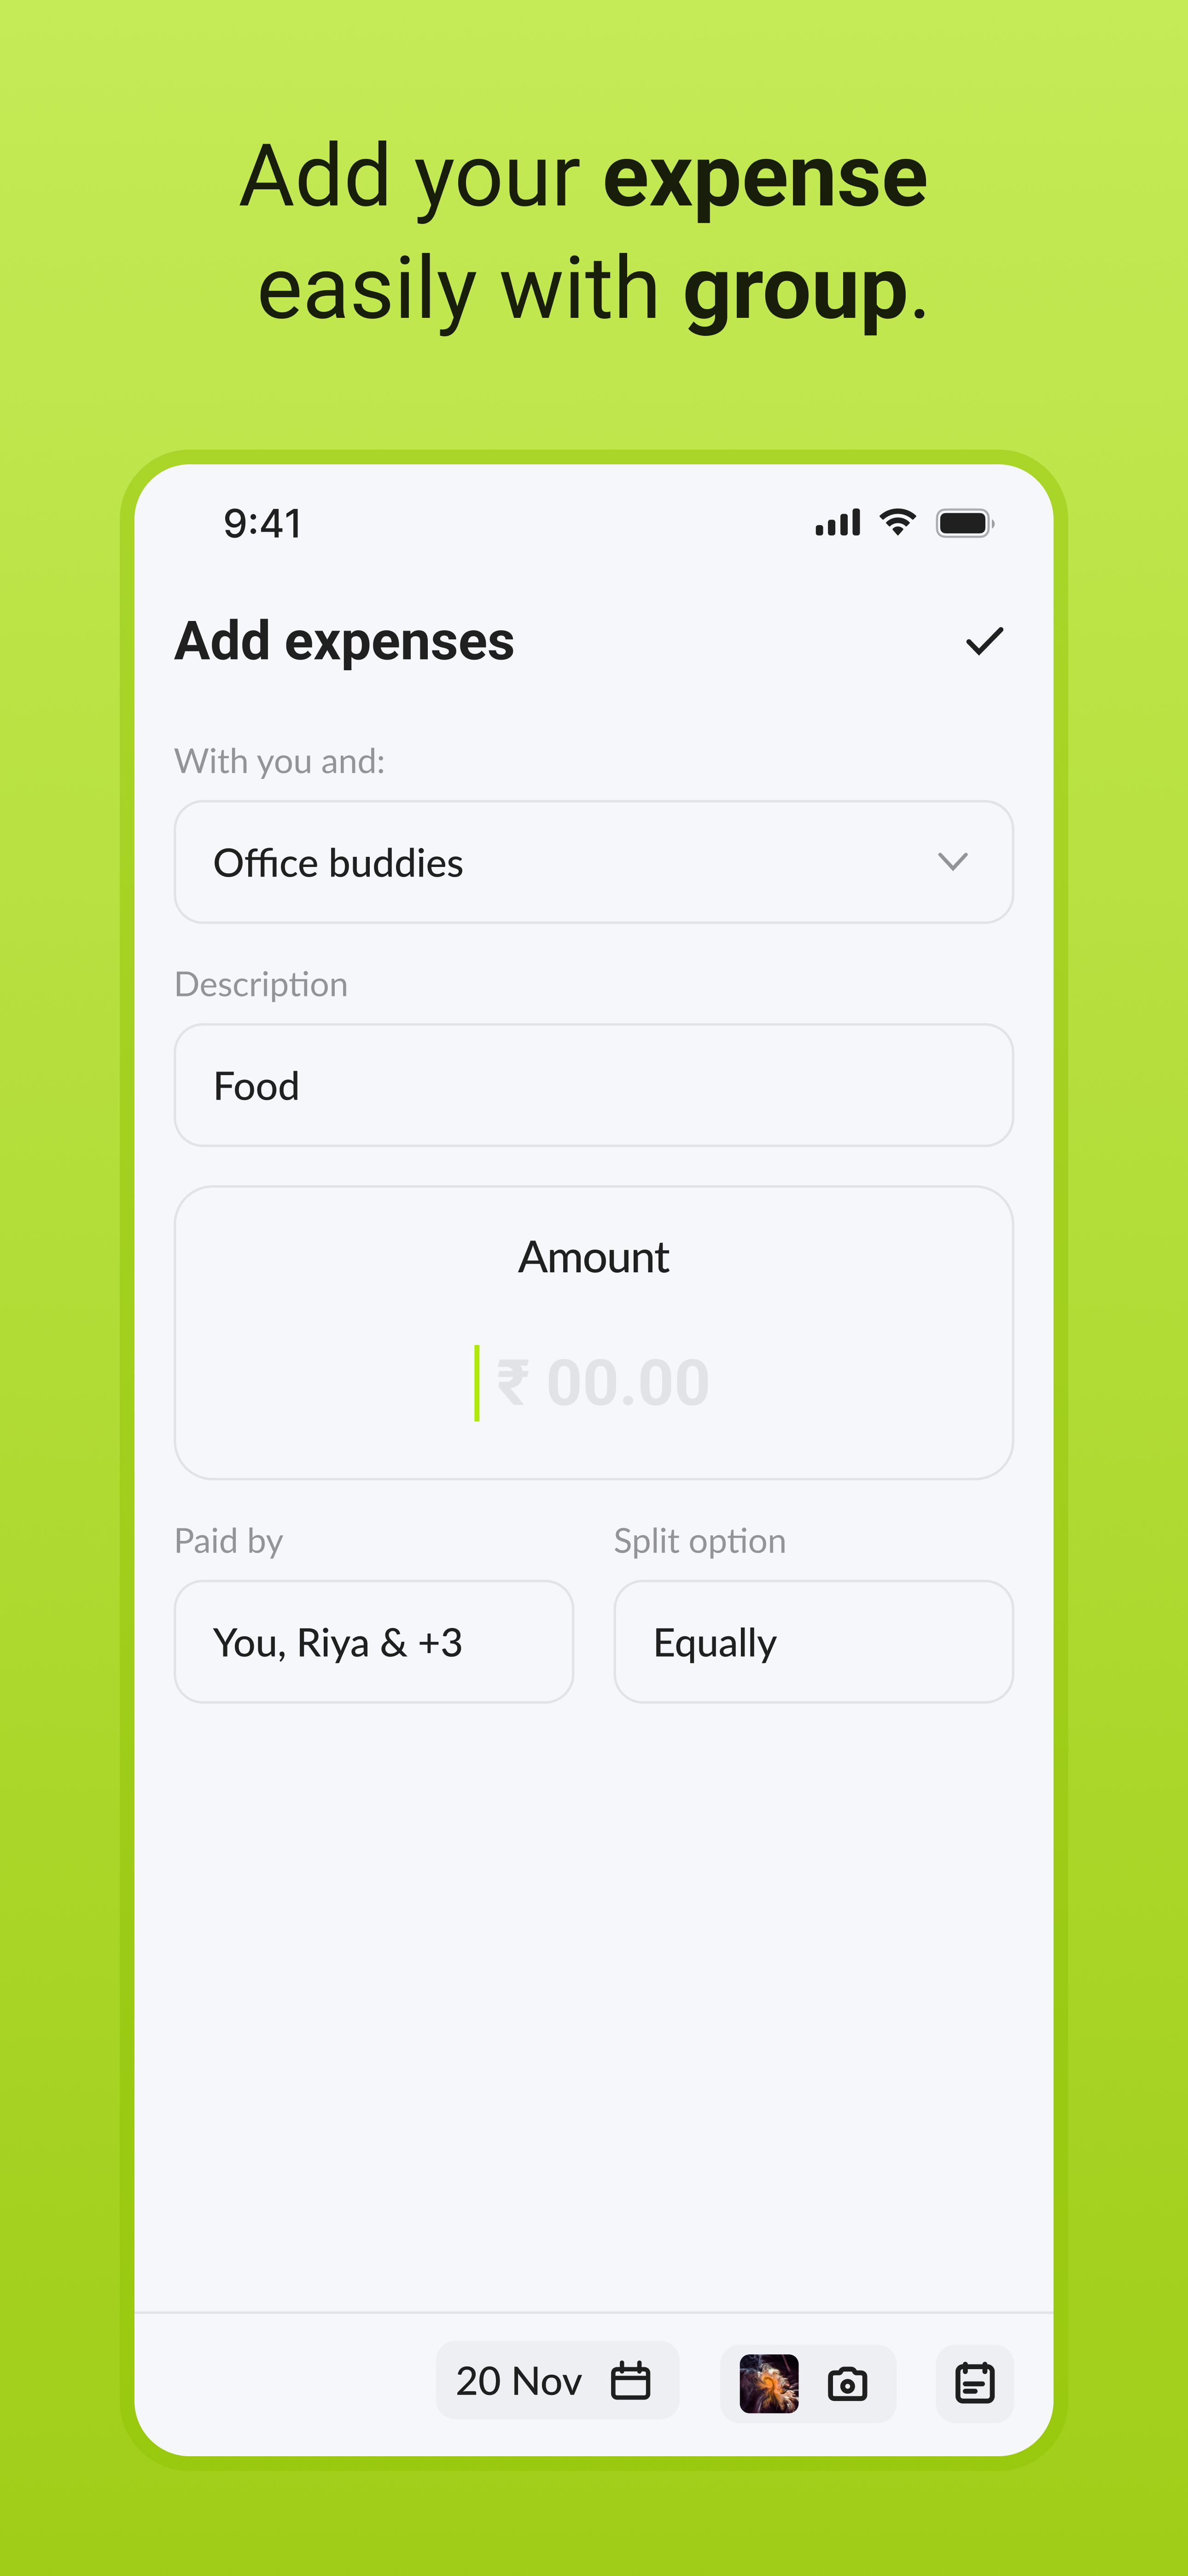 Add your expense
easily with group.
9:41
Add expenses
With you and:
Office buddies
Description
Food
Amount
₹ 00.00
Paid by
Split option
You, Riya & +3
Equally
20 Nov